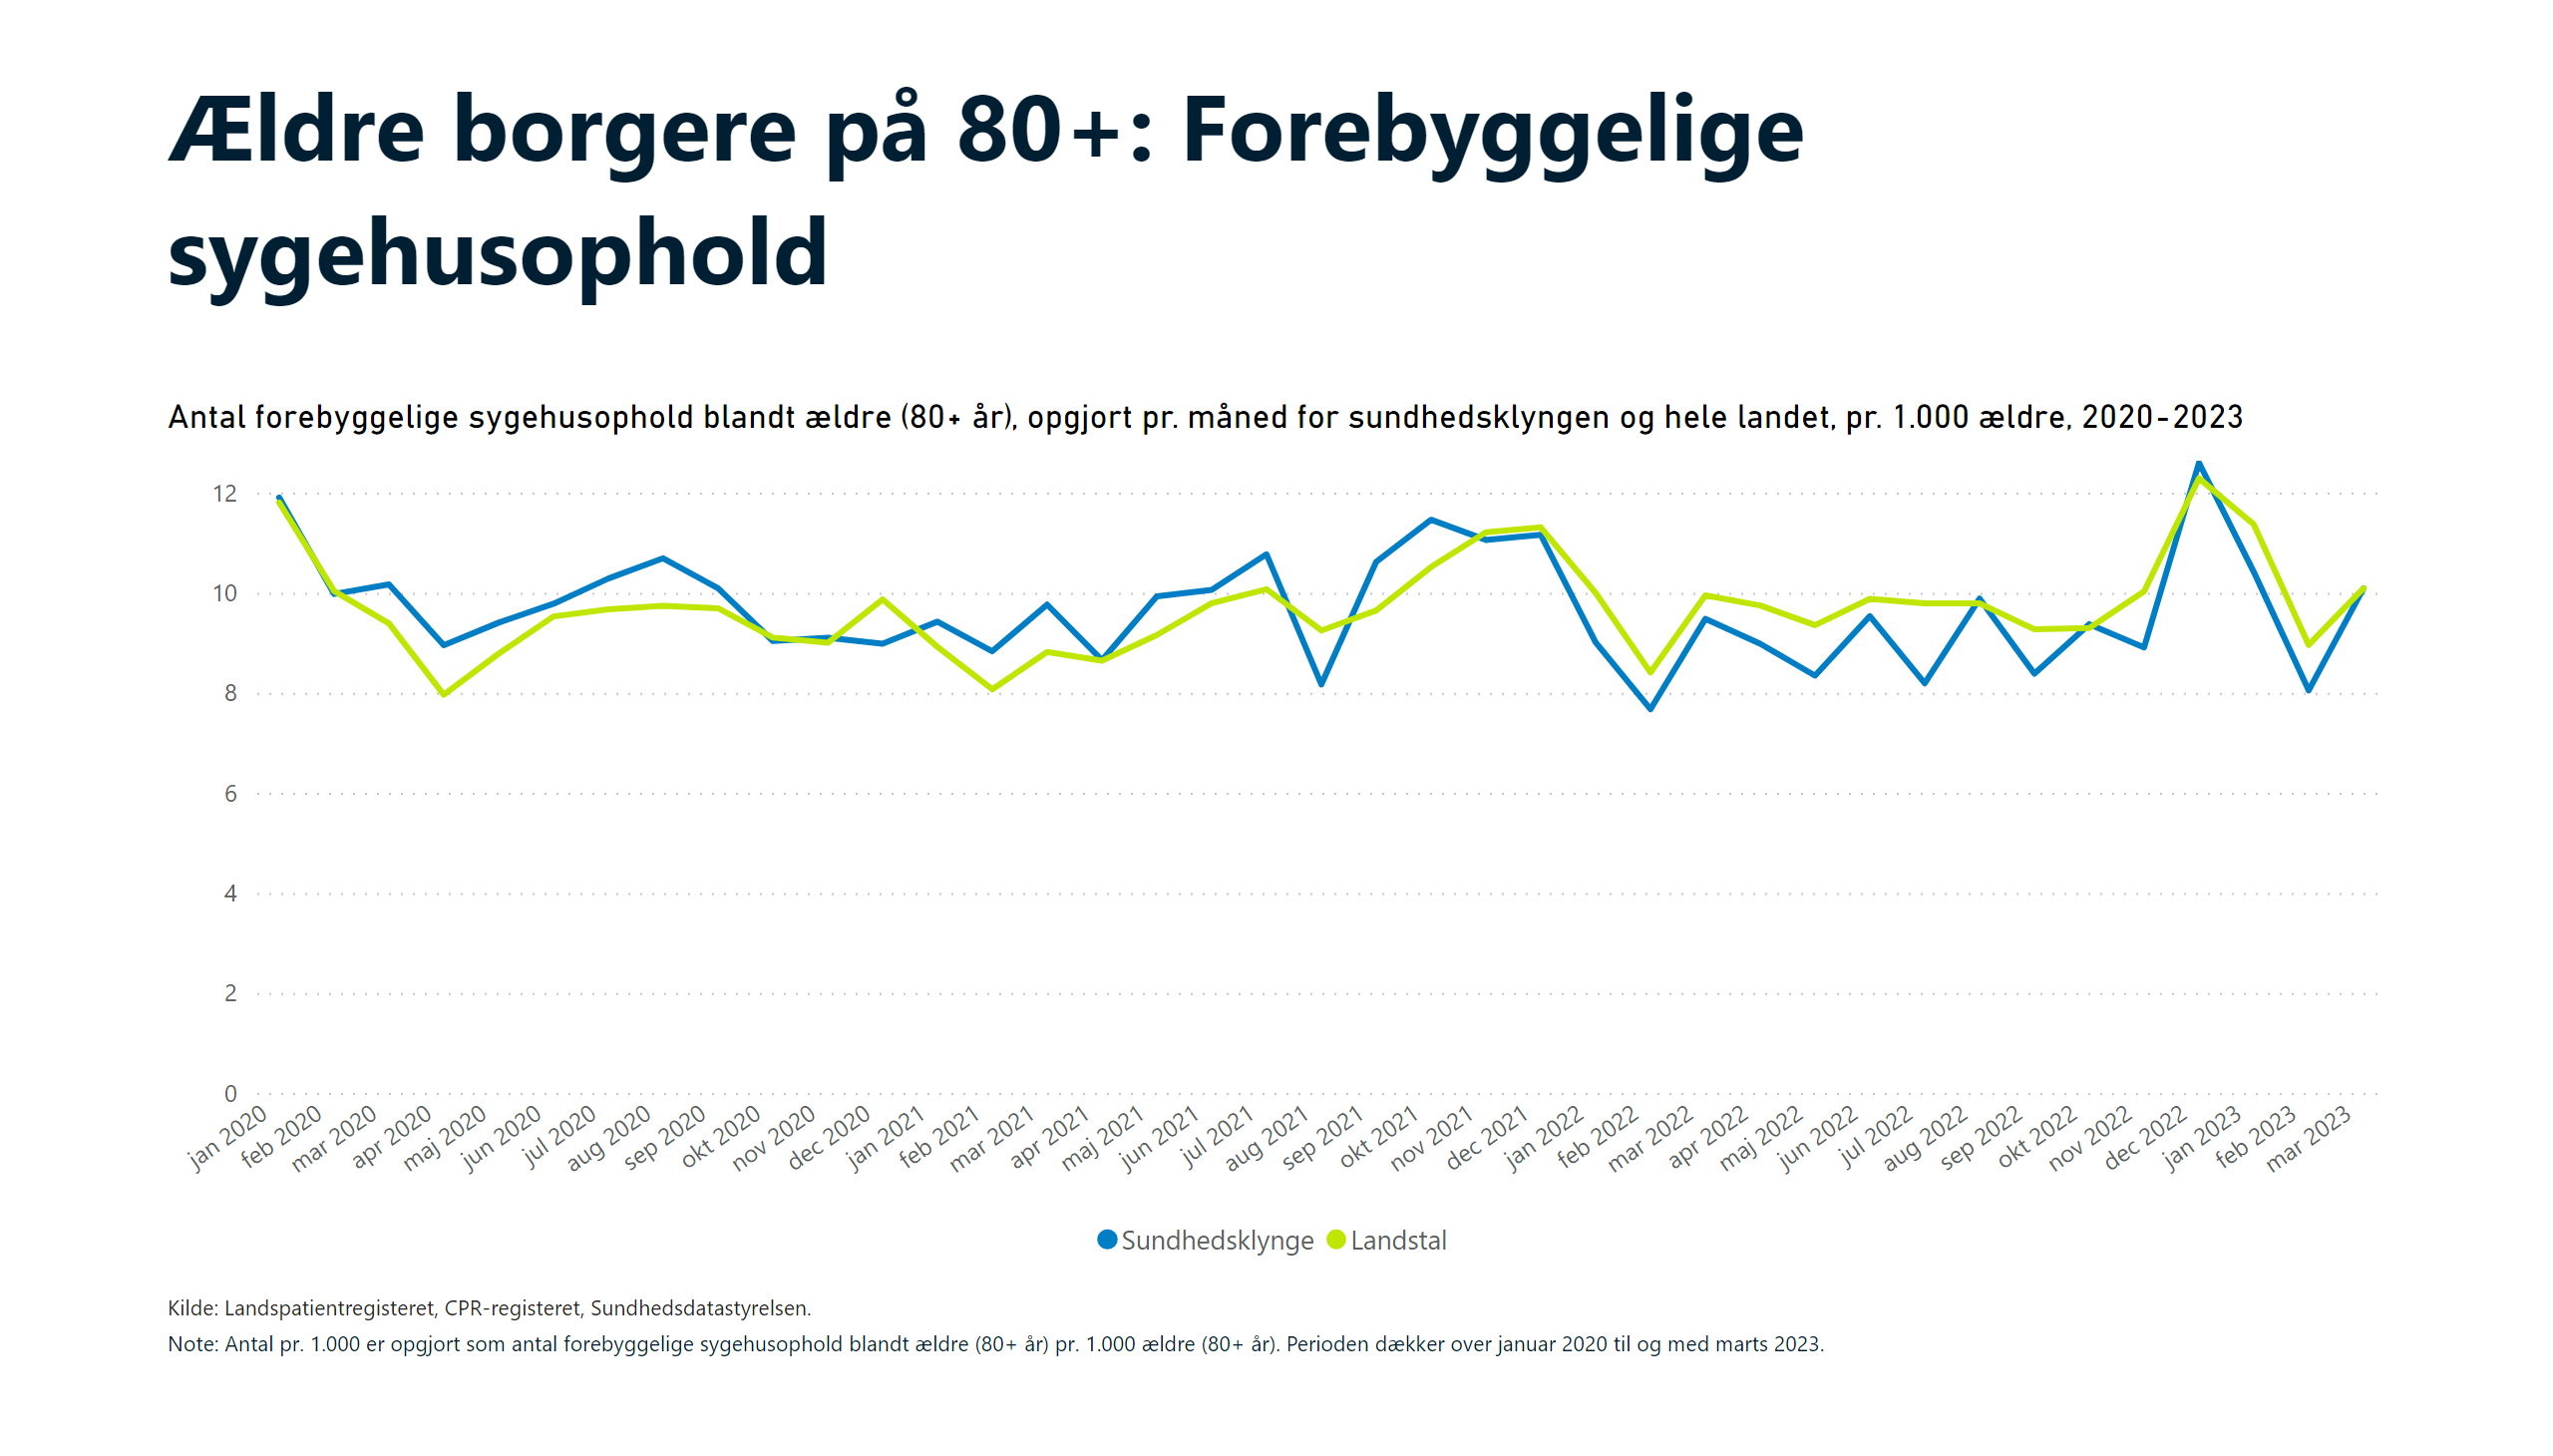 Ældre borgere på 80+: Forebyggelige
sygehusophold
Antal forebyggelige sygehusophold blandt ældre (80+ år), opgjort pr. måned for sundhedsklyngen og hele landet, pr. 1.000 ældre, 2020-2023
12
10
8
6
4
2
0
jan 2020
feb 2020
mar 2020
apr 2020
maj 2020
jun 2020
jul 2020
aug 2020
sep 2020
okt 2020
nov 2020
dec 2020
jan 2021
feb 2021
mar 2021
apr 2021
maj 2021
jun 2021
jul 2021
aug 2021
sep 2021
okt 2021
nov 2021
dec 2021
jan 2022
feb 2022
mar 2022
apr 2022
maj 2022
jun 2022
jul 2022
aug 2022
sep 2022
okt 2022
nov 2022
dec 2022
jan 2023
feb 2023
mar 2023
Sundhedsklynge Landstal
Kilde: Landspatientregisteret, CPR-registeret, Sundhedsdatastyrelsen.
Note: Antal pr. 1.000 er opgjort som antal forebyggelige sygehusophold blandt ældre (80+ år) pr. 1.000 ældre (80+ år). Perioden dækker over januar 2020 til og med marts 2023.